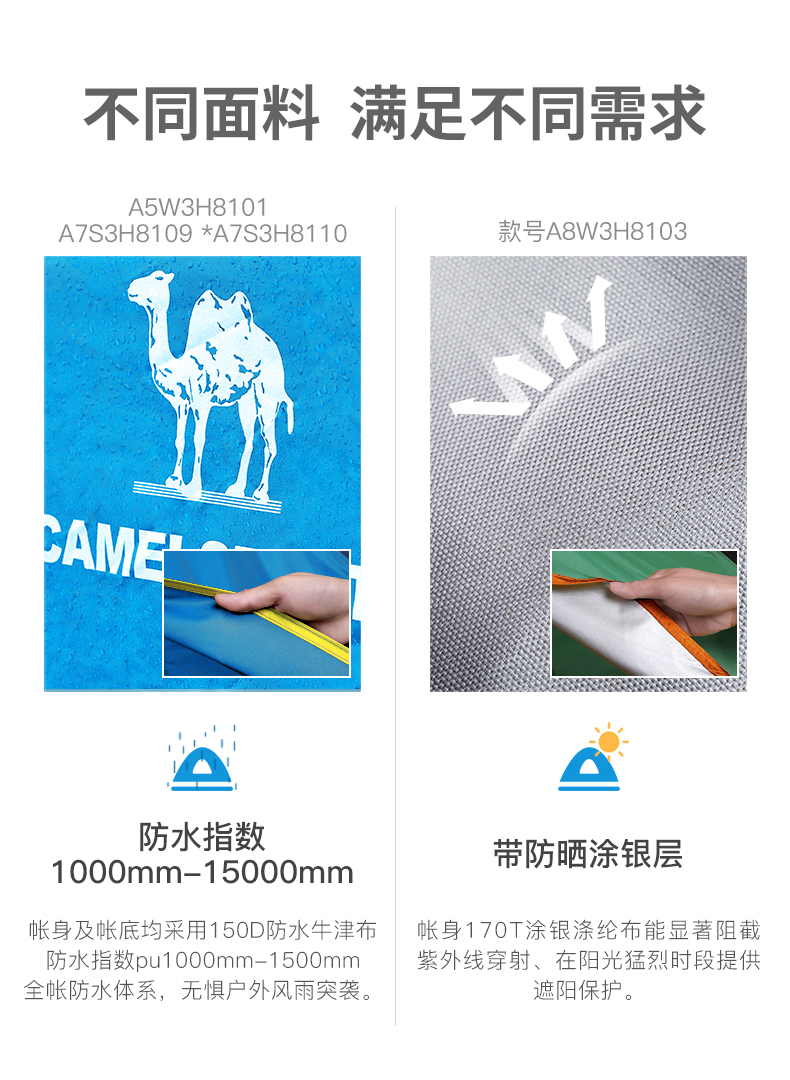 不同面料 满足不同需求
A5W3H8101
A7S3H8109 *A7S3H8110
CAMEL
防水指数
1000mm-15000mm
帐身及帐底均采用150D防水牛津布
防水指数pu1000mm-1500mm
全帐防水体系，无惧户外风雨突袭。
款号A8W3H8103
带防晒涂银层
帐身170T涂银涤纶布能显著阻截
紫外线穿射、在阳光猛烈时段提供
遮阳保护。